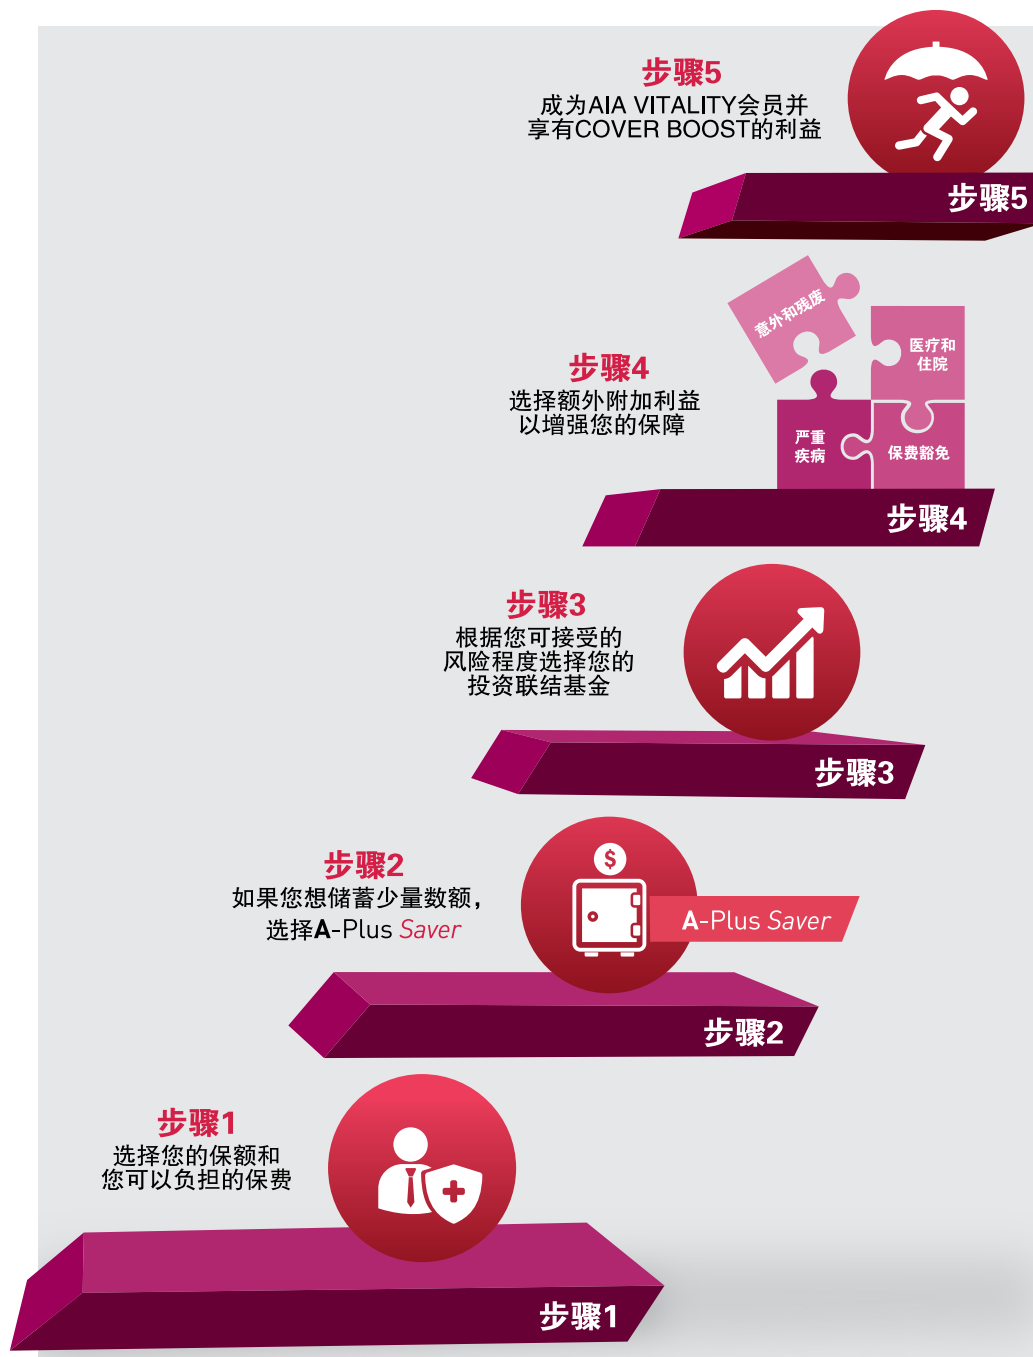 步骤5
成为AIA VITALITY会员并
享有COVER BOOST的利益
步骤5
意外和残废
医疗和
住院
严重
疾病
保费豁免
步骤4
选择额外附加利益
以增强您的保障
步骤4
步骤3
根据您可接受的
风险程度选择您的
投资联结基金
步骤3
步骤2
如果您想储蓄少量数额，
选择A-Plus Saver
$
A-Plus Saver
步骤2
步骤1
选择您的保额和
您可以负担的保费
步骤1